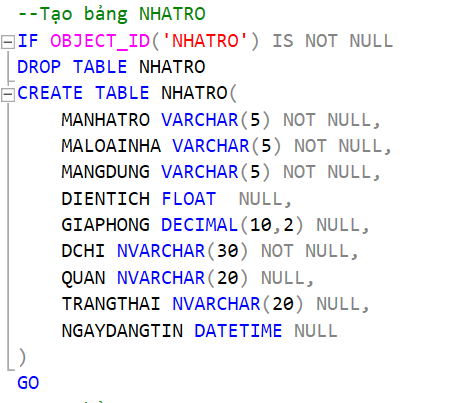 --Tạo bảng NHATRO
IF OBJECT_ID('NHATRO') IS NOT NULL
DROP TABLE NHATRO
CREATE TABLE NHATRO(
MANHATRO VARCHAR(5) NOT NULL,
MALOAINHA VARCHAR(5) NOT NULL,
MANGDUNG VARCHAR(5) NOT NULL,
DIENTICH FLOAT  NULL,
GIAPHONG DECIMAL(10,2) NULL,
DCHI NVARCHAR(30) NOT NULL,
QUAN NVARCHAR(20) NULL,
TRANGTHAI NVARCHAR(20) NULL,
NGAYDANGTIN DATETIME NULL
)
GO